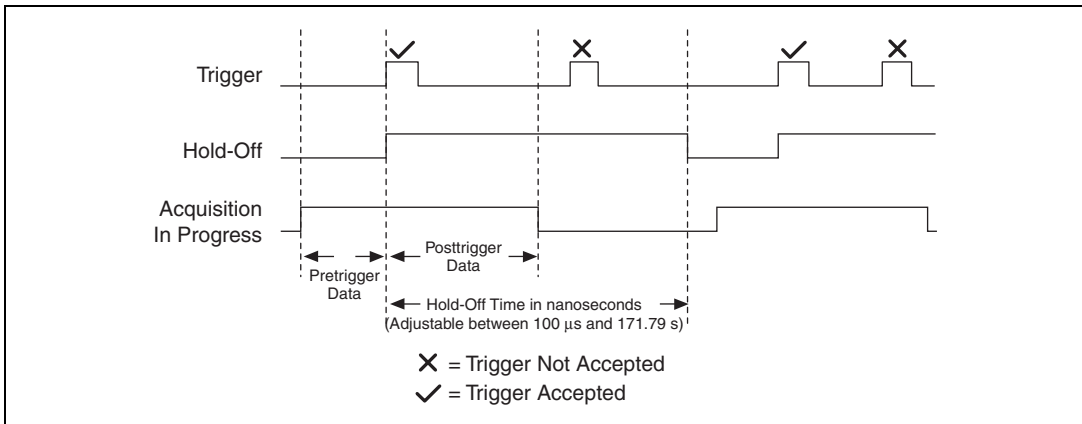 Trigger
Hold-Off
Acquisition
In Progress
Pretrigger
Data
Posttrigger
Data
Hold-Off Time in nanoseconds
(Adjustable between 100 μs and 171.79 s)
= Trigger Not Accepted
= Trigger Accepted